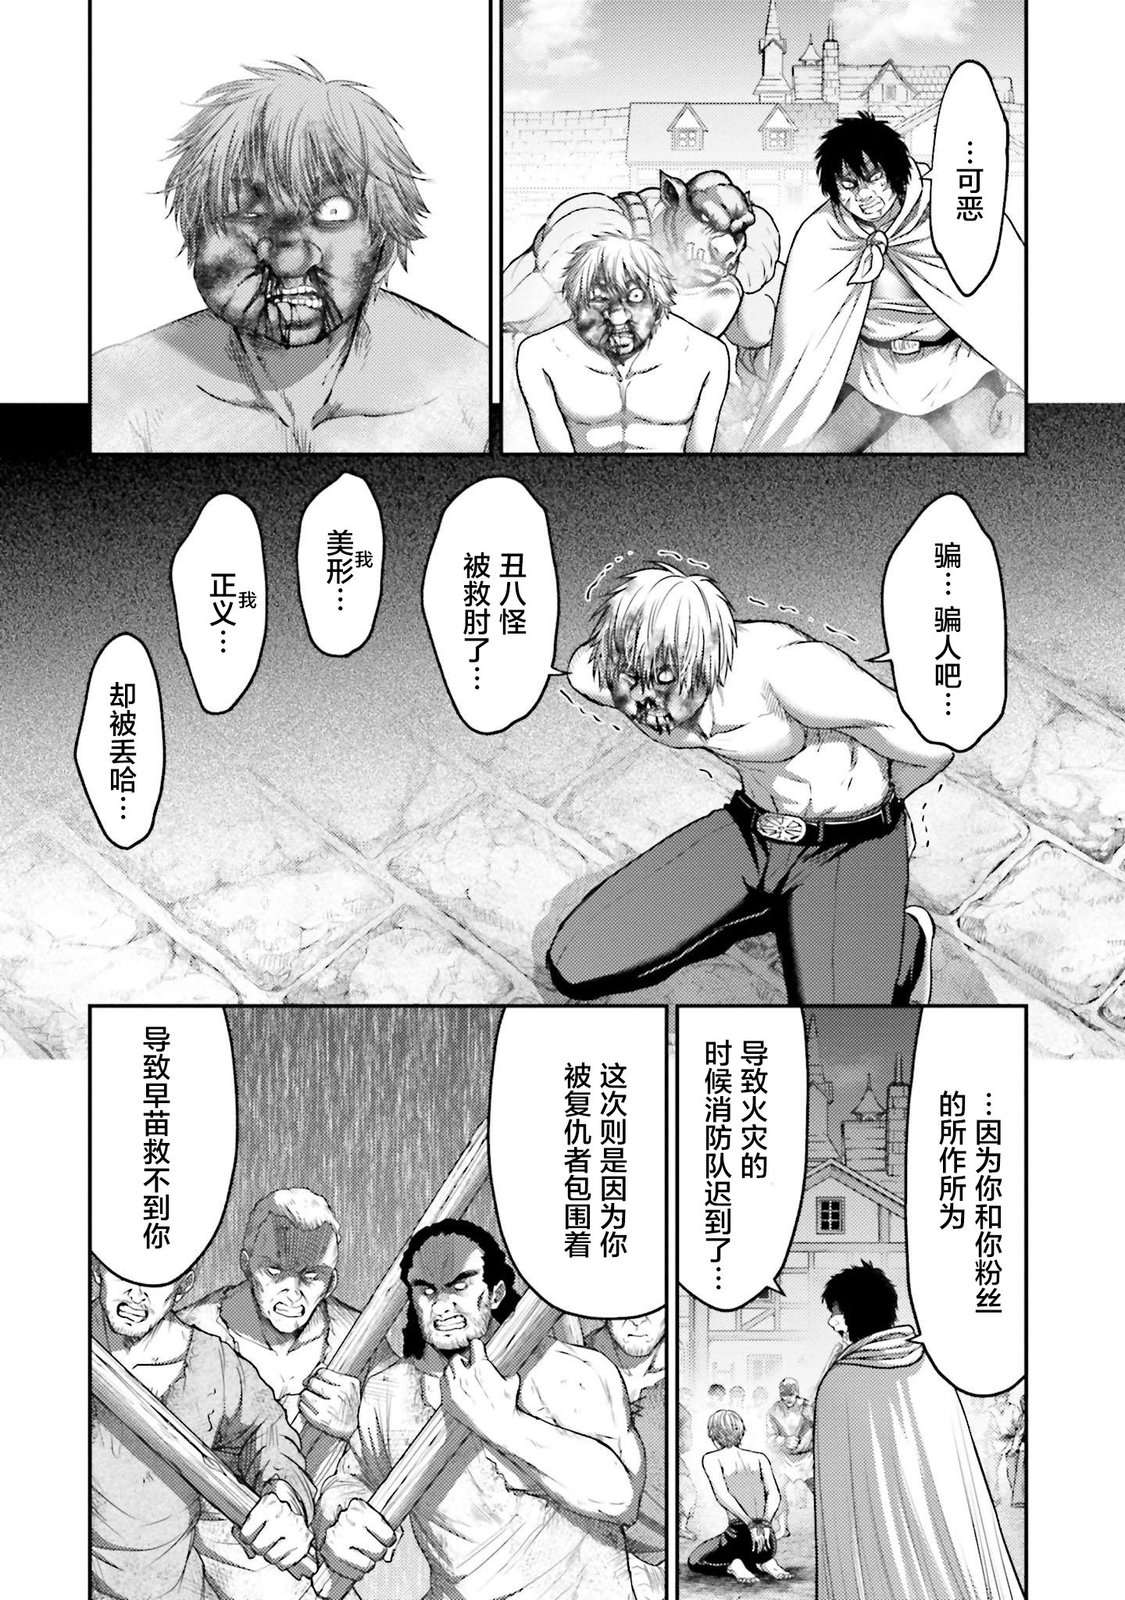 可恶
骗…骗人吧…
丑八怪
被救肘了…
我
美形…
我
正义…
却被丢哈…
…因为你和你粉丝
的所作所为
导致火灾的
时候消防队迟到了…
这次则是因为你
被复仇者包围着
导致早苗救不到你